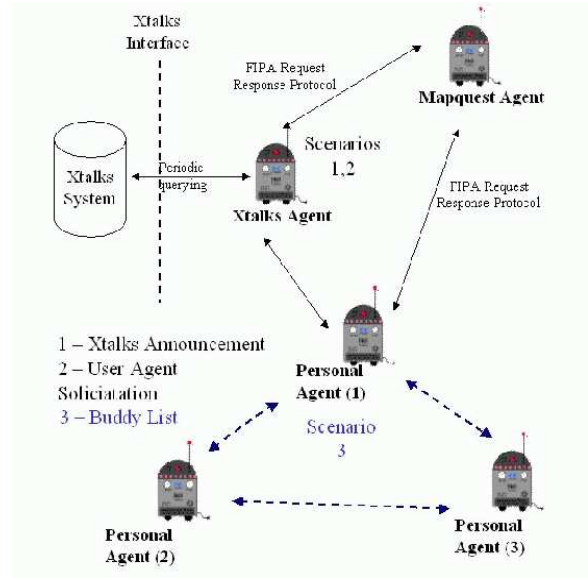 Xtalks
Interface
FIPA Request
Response Protocol
Mapquest Agent
Xtalks
System
Periodic
querying
Scenarios
1,2
Xtalks Agent
FIPA Request
Response Protocol
1 – Xtalks Announcement
2 – User Agent
Soliciatation
3 – Buddy List
Personal
Agent (1)
Scenario
3
Personal
Agent (2)
Personal
Agent (3)